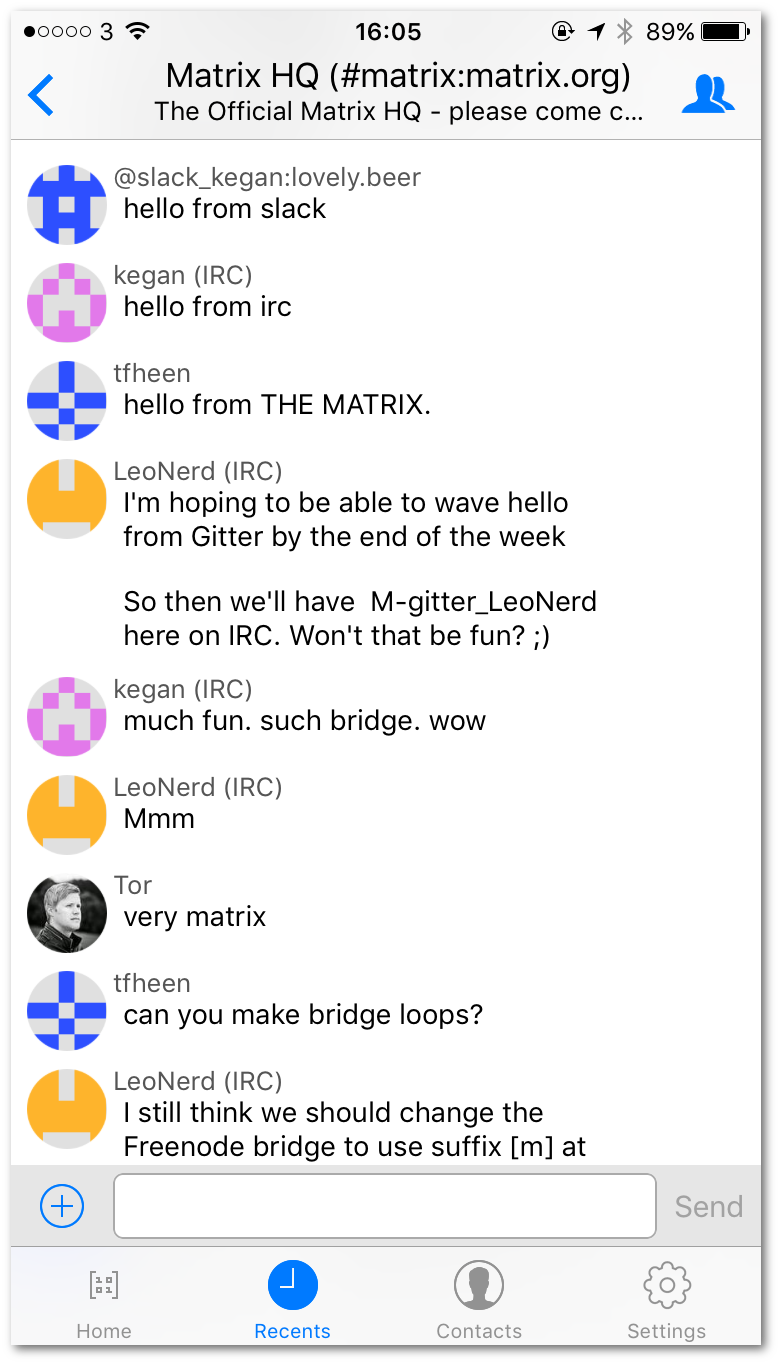 3 16:05 89%
Matrix HQ (#matrix:matrix.org)
The Official Matrix HQ - please come c...
@slack_kegan:lovely.beer
hello from slack
kegan (IRC)
hello from irc
tfheen
hello from THE MATRIX.
LeoNerd (IRC)
I'm hoping to be able to wave hello
from Gitter by the end of the week
So then we'll have  M-gitter_LeoNerd
here on IRC. Won't that be fun? ;)
kegan (IRC)
much fun. such bridge. wow
LeoNerd (IRC)
Mmm
Tor
very matrix
tfheen
can you make bridge loops?
LeoNerd (IRC)
I still think we should change the
Freenode bridge to use suffix [m] at
Send
Home Recents Contacts Settings